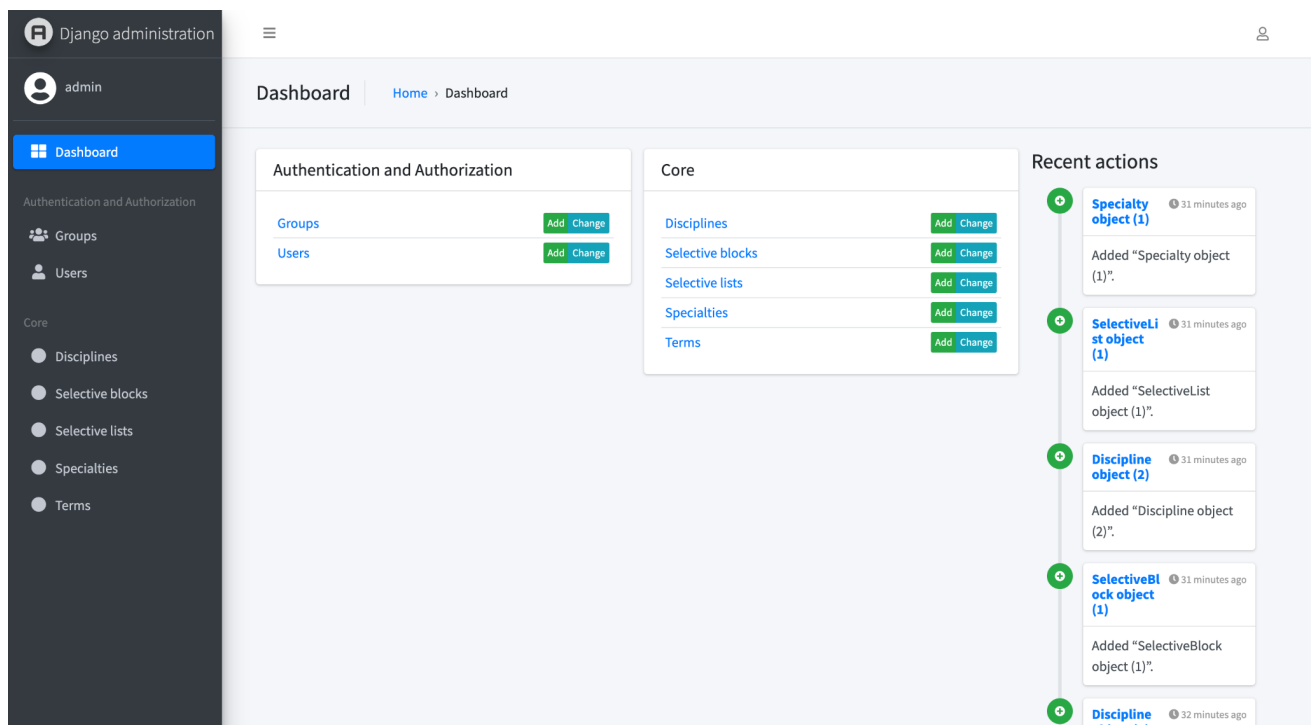 Django administration
admin
Dashboard
Authentication and Authorization
Groups
Users
Core
Disciplines
Selective blocks
Selective lists
Specialties
Terms
Dashboard
Home › Dashboard
Authentication and Authorization
Groups Add Change
Users Add Change
Core
Disciplines Add Change
Selective blocks Add Change
Selective lists Add Change
Specialties Add Change
Terms Add Change
Recent actions
Specialty 31 minutes ago
object (1)
Added “Specialty object
(1)”.
SelectiveLi 31 minutes ago
st object
(1)
Added “SelectiveList
object (1)”.
Discipline 31 minutes ago
object (2)
Added “Discipline object
(2)”.
SelectiveBl 31 minutes ago
ock object
(1)
Added “SelectiveBlock
object (1)”.
Discipline 32 minutes ago